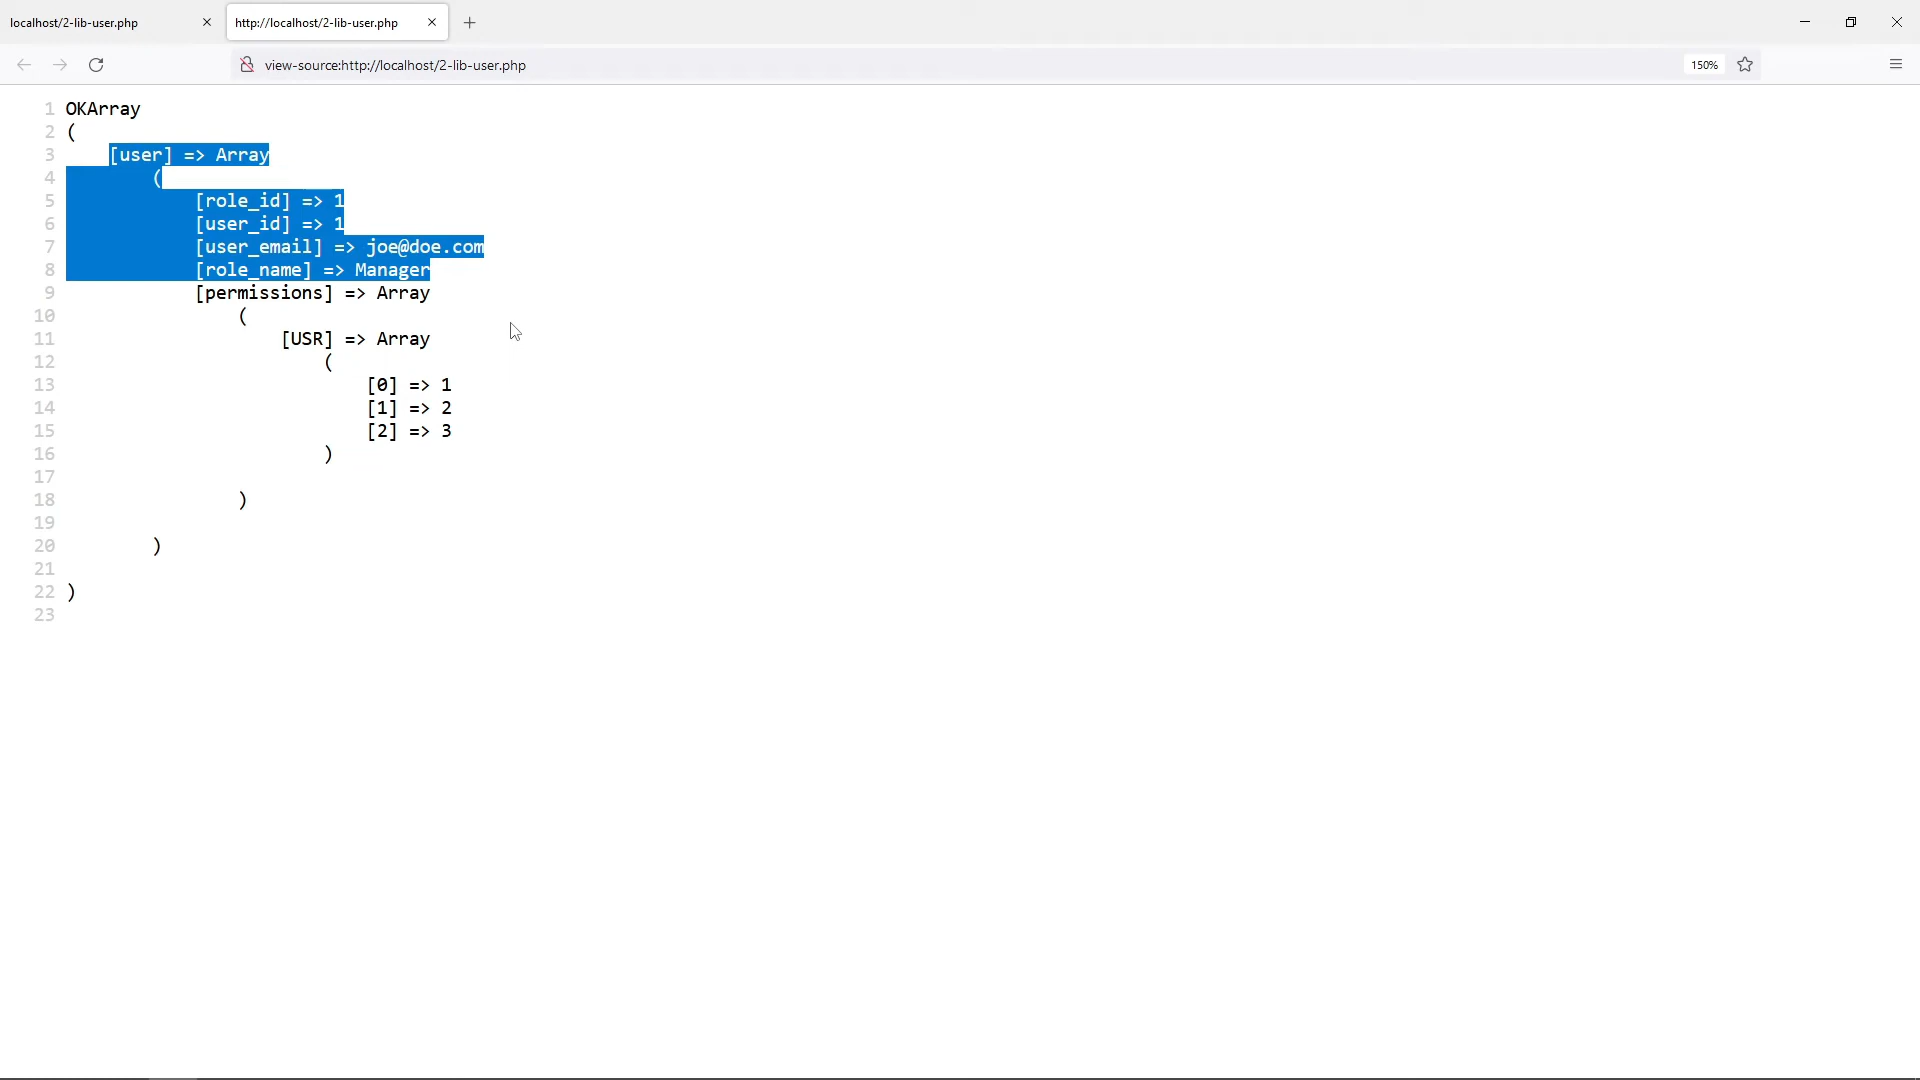 localhost/2-lib-user.php
http://localhost/2-lib-user.php
view-source:http://localhost/2-lib-user.php
150%
1 OKArray
2 (
3     [user] => Array
4         (
5             [role_id] => 1
6             [user_id] => 1
7             [user_email] => joe@doe.com
8             [role_name] => Manager
9             [permissions] => Array
10                 (
11                     [USR] => Array
12                         (
13                             [0] => 1
14                             [1] => 2
15                             [2] => 3
16                         )
17
18                 )
19
20         )
21
22 )
23